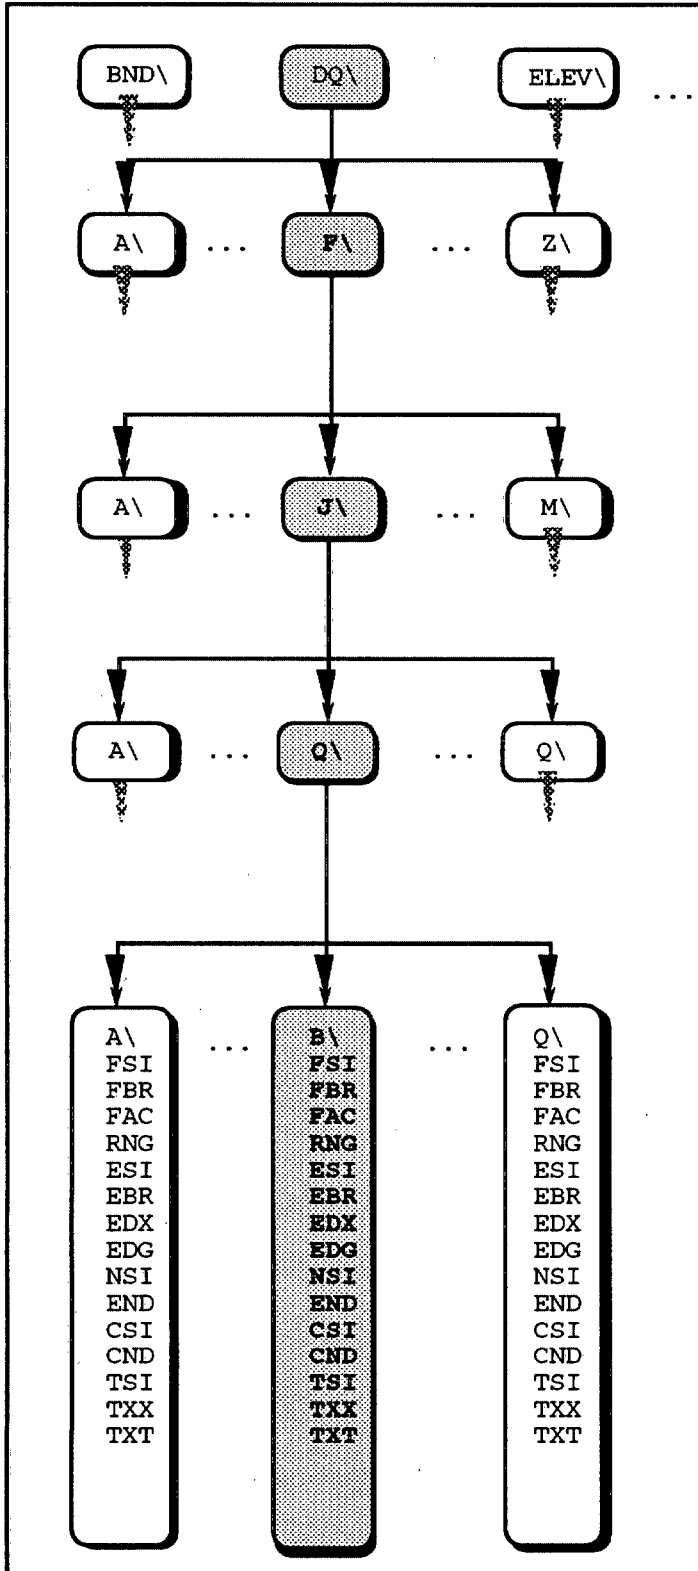 BND\ DQ\ ELEV\ ...
A\ ... F\ ... Z\
A\ ... J\ ... M\
A\ ... Q\ ... Q\
A\ ... B\ ... Q\
FSI FSI FSI
FBR FBR FBR
FAC FAC FAC
RNG RNG RNG
ESI ESI ESI
EBR EBR EBR
EDX EDX EDX
EDG EDG EDG
NSI NSI NSI
END END END
CSI CSI CSI
CND CND CND
TSI TSI TSI
TXX TXX TXX
TXT TXT TXT